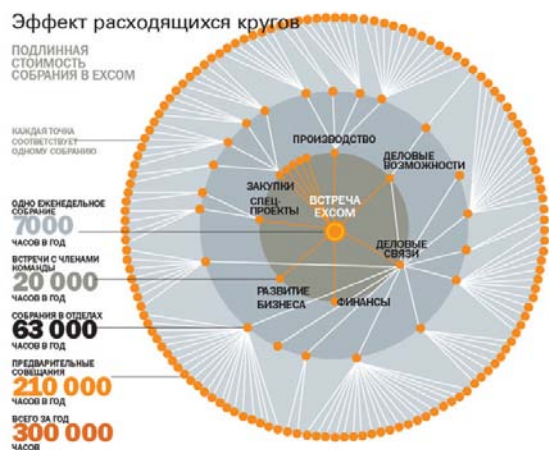 Эффект расходящихся кругов
ПОДЛИННАЯ
СТОИМОСТЬ
СОБРАНИЯ В EXCOM
КАЖДАЯ ТОЧКА
СООТВЕТСТВУЕТ
ОДНОМУ СОБРАНИЮ
ОДНО ЕЖЕНЕДЕЛЬНОЕ
СОБРАНИЕ
7000
ЧАСОВ В ГОД
ВСТРЕЧИ С ЧЛЕНАМИ
КОМАНДЫ
20 000
ЧАСОВ В ГОД
СОБРАНИЯ В ОТДЕЛАХ
63 000
ЧАСОВ В ГОД
ПРЕДВАРИТЕЛЬНЫЕ
СОВЕЩАНИЯ
210 000
ЧАСОВ В ГОД
ВСЕГО ЗА ГОД
300 000
ЧАСОВ
ПРОИЗВОДСТВО
ДЕЛОВЫЕ
ВОЗМОЖНОСТИ
ЗАКУПКИ
СПЕЦ-
ПРОЕКТЫ
ВСТРЕЧА
EXCOM
ДЕЛОВЫЕ
СВЯЗИ
РАЗВИТИЕ
БИЗНЕСА
ФИНАНСЫ